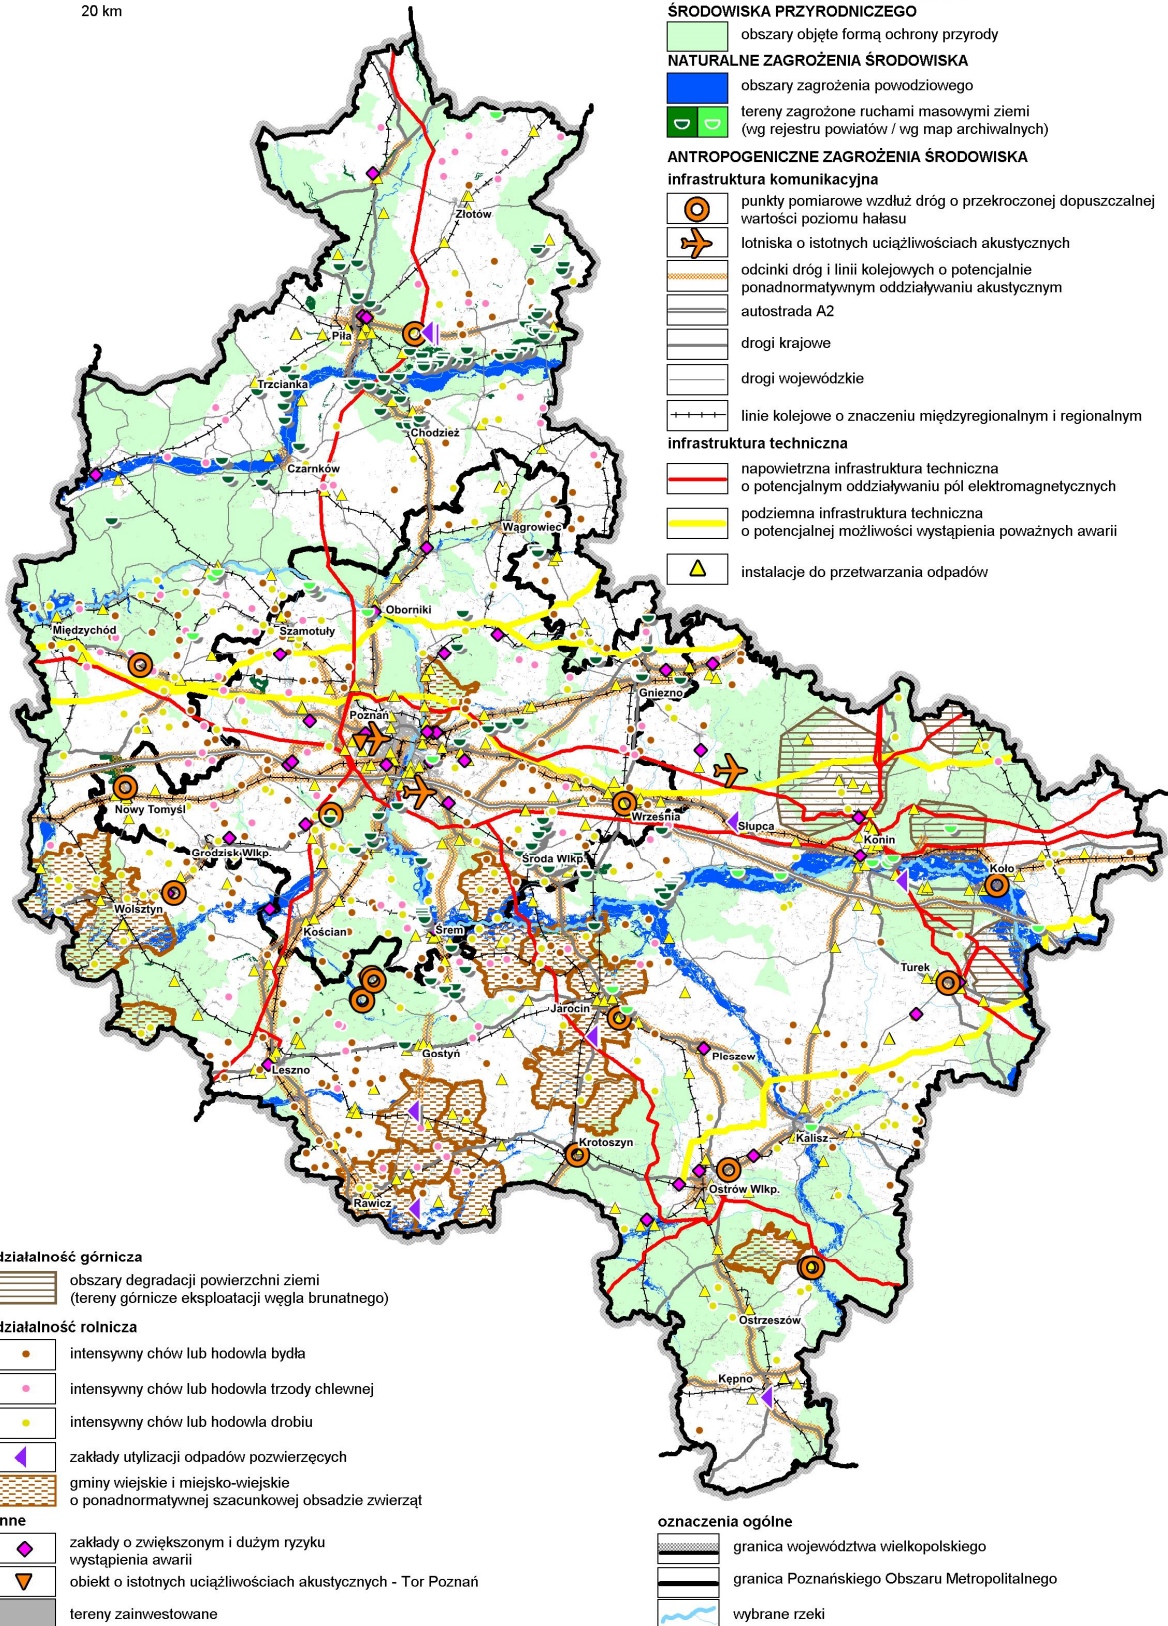 20 km
ŚRODOWISKA PRZYRODNICZEGO
obszary objęte formą ochrony przyrody
NATURALNE ZAGROŻENIA ŚRODOWISKA
obszary zagrożenia powodziowego
tereny zagrożone ruchami masowymi ziemi
(wg rejestru powiatów / wg map archiwalnych)
ANTROPOGENICZNE ZAGROŻENIA ŚRODOWISKA
infrastruktura komunikacyjna
punkty pomiarowe wzdłuż dróg o przekroczonej dopuszczalnej
wartości poziomu hałasu
lotniska o istotnych uciążliwościach akustycznych
odcinki dróg i linii kolejowych o potencjalnie
ponadnormatywnym oddziaływaniu akustycznym
autostrada A2
drogi krajowe
drogi wojewódzkie
linie kolejowe o znaczeniu międzyregionalnym i regionalnym
infrastruktura techniczna
napowietrzna infrastruktura techniczna
o potencjalnym oddziaływaniu pól elektromagnetycznych
podziemna infrastruktura techniczna
o potencjalnej możliwości wystąpienia poważnych awarii
instalacje do przetwarzania odpadów
Złotów
Piła
Trzcianka
Chodzież
Czarnków
Wągrowiec
Oborniki
Międzychód
Szamotuły
Gniezno
Poznań
Nowy Tomyśl
Września
Słupca
Konin
Grodzisk Wlkp.
Środa Wlkp.
Koło
Wolsztyn
Kościan
Śrem
Turek
Jarocin
Gostyń
Pleszew
Leszno
Kalisz
Krotoszyn
Ostrów Wlkp.
Rawicz
Ostrzeszów
Kępno
działalność górnicza
obszary degradacji powierzchni ziemi
(tereny górnicze eksploatacji węgla brunatnego)
działalność rolnicza
intensywny chów lub hodowla bydła
intensywny chów lub hodowla trzody chlewnej
intensywny chów lub hodowla drobiu
zakłady utylizacji odpadów pozwierzęcych
gminy wiejskie i miejsko-wiejskie
o ponadnormatywnej szacunkowej obsadzie zwierząt
nne
zakłady o zwiększonym i dużym ryzyku
wystąpienia awarii
obiekt o istotnych uciążliwościach akustycznych - Tor Poznań
tereny zainwestowane
oznaczenia ogólne
granica województwa wielkopolskiego
granica Poznańskiego Obszaru Metropolitalnego
wybrane rzeki